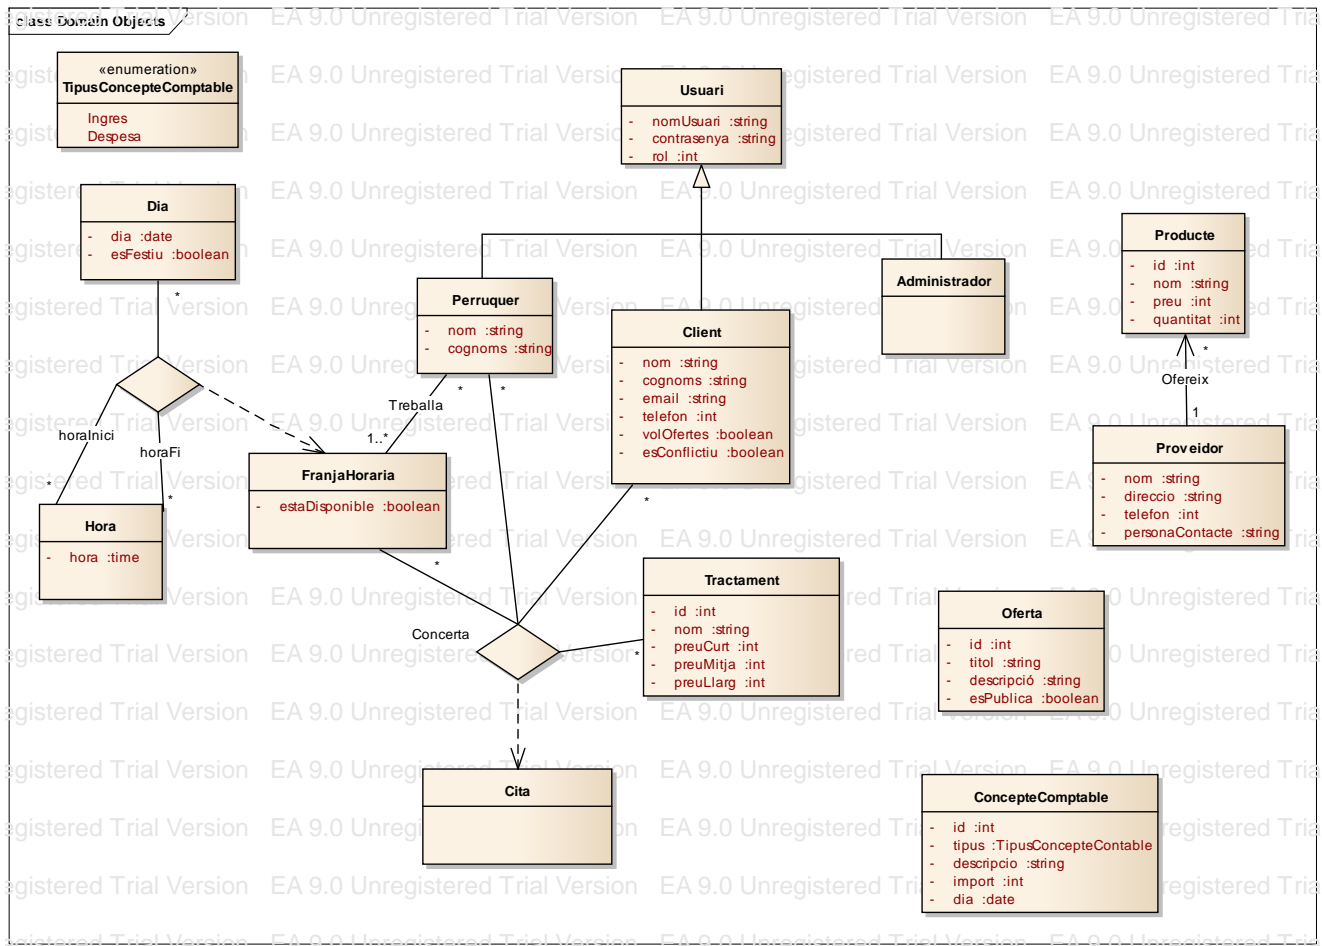 class Domain Objects
«enumeration»
TipusConcepteComptable
Ingres
Despesa
Usuari
- nomUsuari :string
- contrasenya :string
- rol :int
Dia
- dia :date
- esFestiu :boolean
*
Perruquer
- nom :string
- cognoms :string
* *
Client
- nom :string
- cognoms :string
- email :string
- telefon :int
- volOfertes :boolean
- esConflictiu :boolean
*
Administrador
Producte
- id :int
- nom :string
- preu :int
- quantitat :int
*
Ofereix
1
Proveidor
- nom :string
- direccio :string
- telefon :int
- personaContacte :string
Treballa
1..*
horaInici
horaFi
* *
FranjaHoraria
- estaDisponible :boolean
*
Hora
- hora :time
Concerta
Tractament
- id :int
- nom :string
- preuCurt :int
- preuMitja :int
- preuLlarg :int
*
Oferta
- id :int
- titol :string
- descripció :string
- esPublica :boolean
Cita
ConcepteComptable
- id :int
- tipus :TipusConcepteContable
- descripcio :string
- import :int
- dia :date
EA 9.0 Unregistered Trial Version